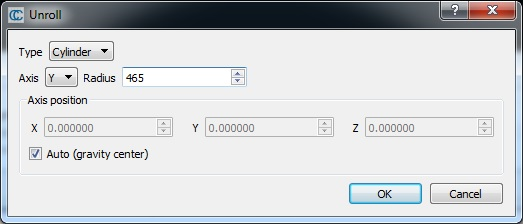 CC Unroll ?
Type Cylinder
Axis Y Radius 465
Axis position
X 0.000000 Y 0.000000 Z 0.000000
Auto (gravity center)
OK Cancel